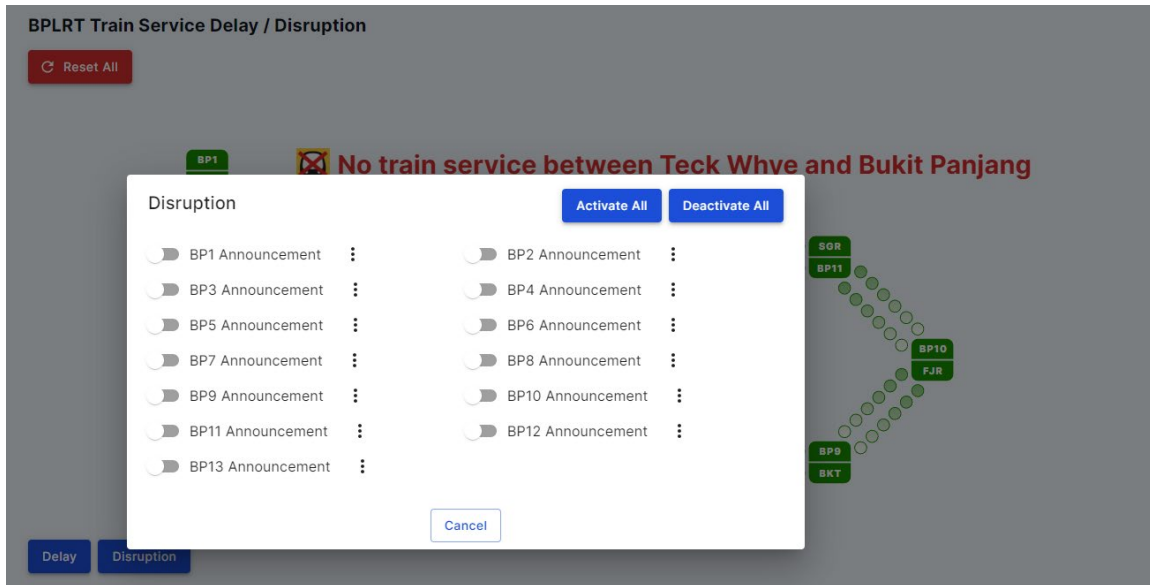 BPLRT Train Service Delay / Disruption
Reset All
BP1
No train service between Teck Whye and Bukit Panjang
Disruption
Activate All
Deactivate All
BP1 Announcement
BP2 Announcement
BP3 Announcement
BP4 Announcement
BP5 Announcement
BP6 Announcement
BP7 Announcement
BP8 Announcement
BP9 Announcement
BP10 Announcement
BP11 Announcement
BP12 Announcement
BP13 Announcement
Cancel
SGR
BP11
BP10
FJR
BP9
BKT
Delay
Disruption